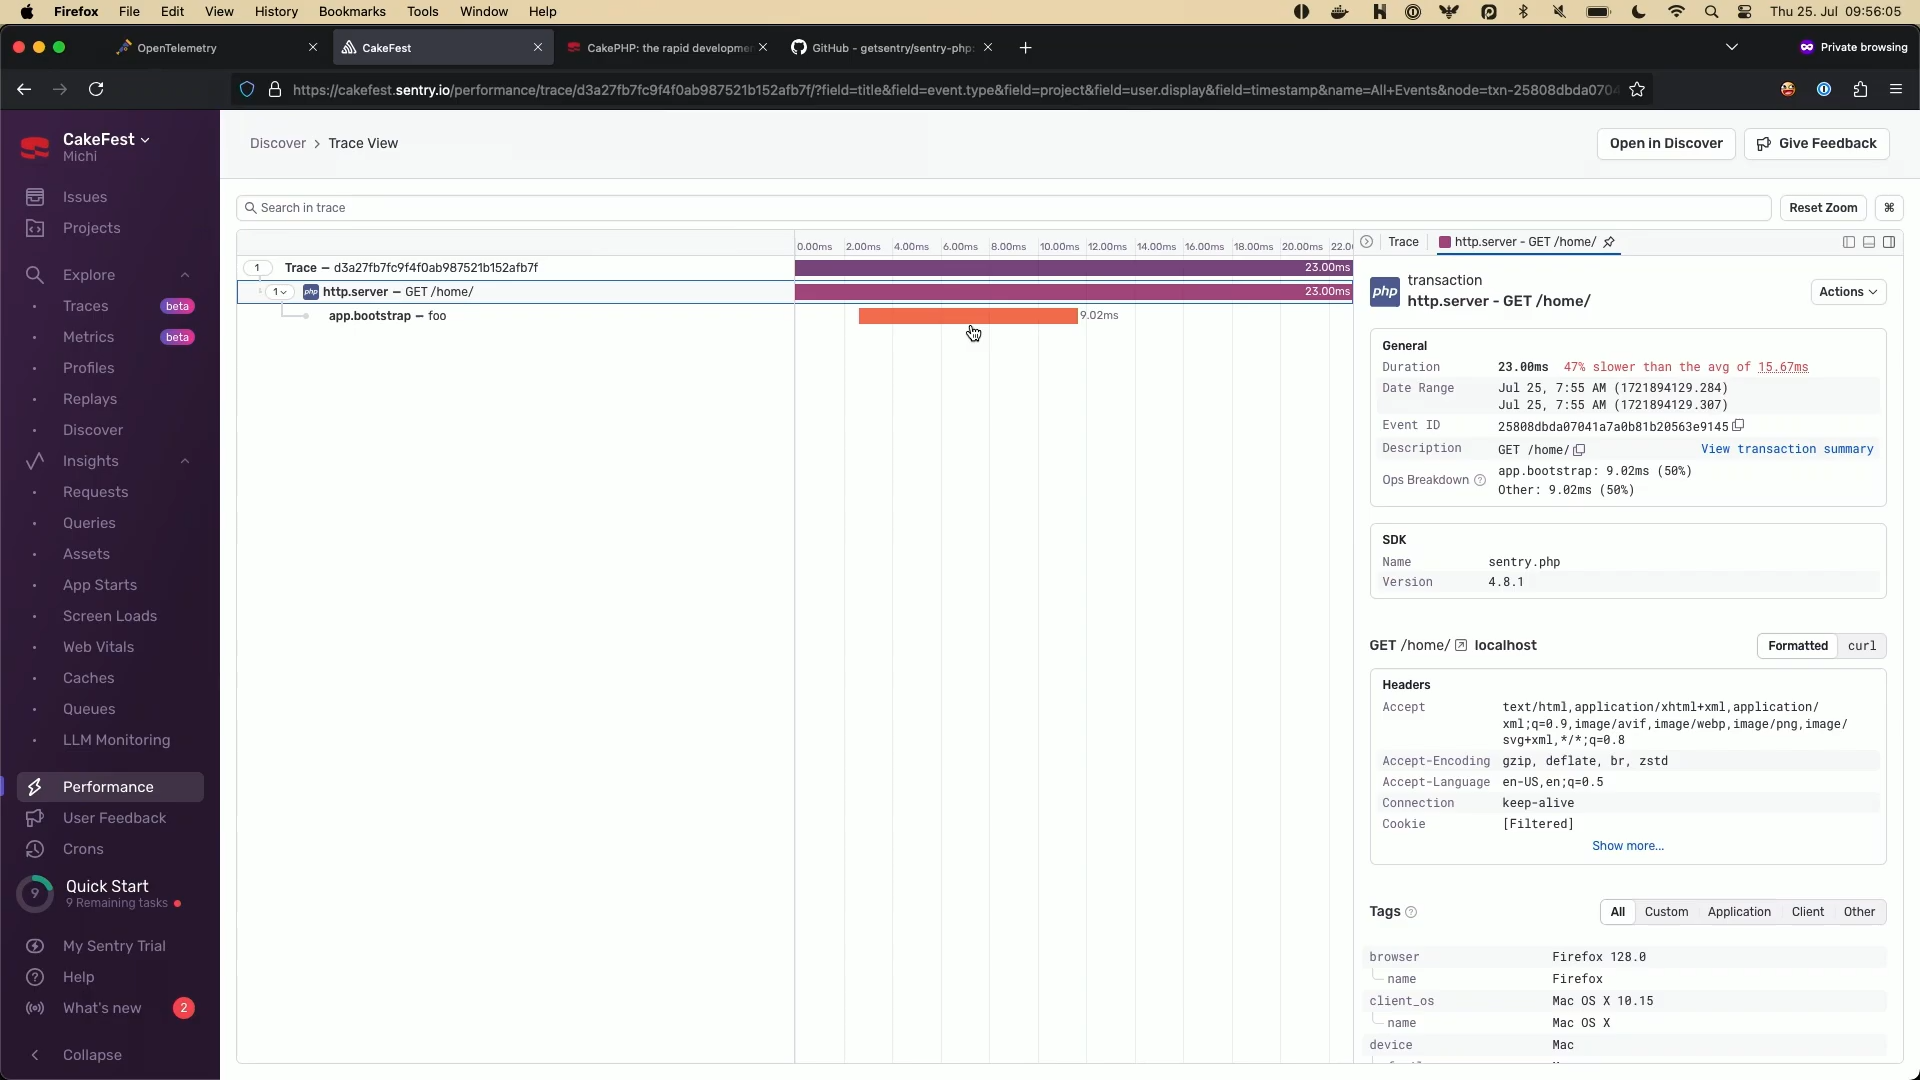 Firefox File Edit View History Bookmarks Tools Window Help Thu 25. Jul 09:56:05
OpenTelemetry
CakeFest
CakePHP: the rapid developmen
GitHub - getsentry/sentry-php:
Private browsing
https://cakefest.sentry.io/performance/trace/d3a27fb7fc9f4f0ab987521b152afb7f/?field=title&field=event.type&field=project&field=user.display&field=timestamp&name=All+Events&node=txn-25808dbda0704
CakeFest
Michi
Issues
Projects
Explore
Traces beta
Metrics beta
Profiles
Replays
Discover
Insights
Requests
Queries
Assets
App Starts
Screen Loads
Web Vitals
Caches
Queues
LLM Monitoring
Performance
User Feedback
Crons
9
Quick Start
9 Remaining tasks
My Sentry Trial
Help
What's new 2
Collapse
Discover > Trace View
Open in Discover
Give Feedback
Search in trace
Reset Zoom
⌘
0.00ms 2.00ms 4.00ms 6.00ms 8.00ms 10.00ms 12.00ms 14.00ms 16.00ms 18.00ms 20.00ms 22.0
1 Trace – d3a27fb7fc9f4f0ab987521b152afb7f 23.00ms
1 php http.server – GET /home/ 23.00ms
app.bootstrap – foo 9.02ms
Trace http.server - GET /home/
php
transaction
http.server - GET /home/
Actions
General
Duration 23.00ms 47% slower than the avg of 15.67ms
Date Range Jul 25, 7:55 AM (1721894129.284)
Jul 25, 7:55 AM (1721894129.307)
Event ID 25808dbda07041a7a0b81b20563e9145
Description GET /home/ View transaction summary
Ops Breakdown ? app.bootstrap: 9.02ms (50%)
Other: 9.02ms (50%)
SDK
Name sentry.php
Version 4.8.1
GET /home/ localhost
Formatted curl
Headers
Accept text/html,application/xhtml+xml,application/
xml;q=0.9,image/avif,image/webp,image/png,image/
svg+xml,*/*;q=0.8
Accept-Encoding gzip, deflate, br, zstd
Accept-Language en-US,en;q=0.5
Connection keep-alive
Cookie [Filtered]
Show more...
Tags ?
All Custom Application Client Other
browser Firefox 128.0
name Firefox
client_os Mac OS X 10.15
name Mac OS X
device Mac